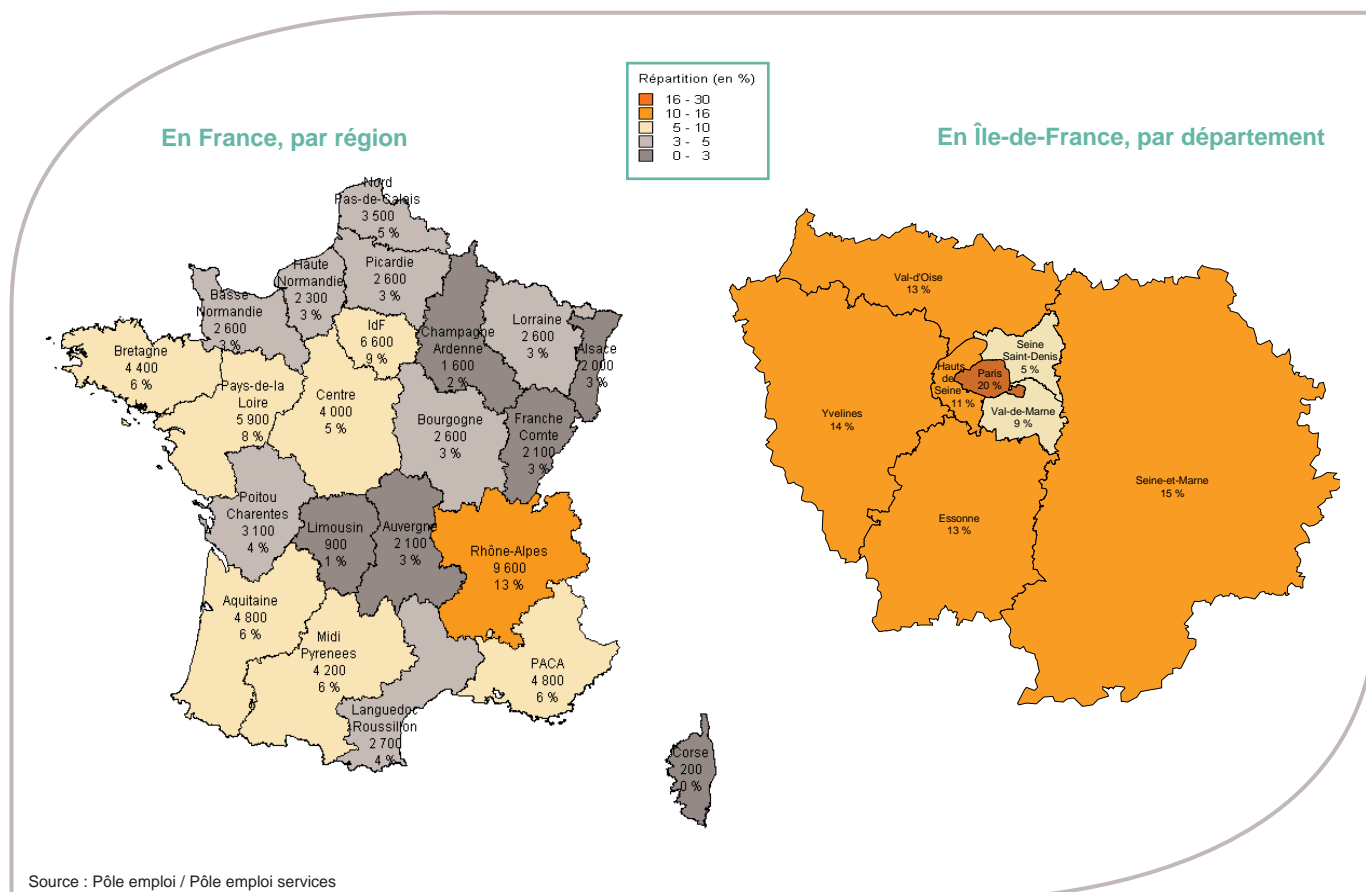 Répartition (en %)
16 - 30
10 - 16
5 - 10
3 - 5
0 - 3
En France, par région
En Île-de-France, par département
Nord
Pas-de-Calais
3 500
5 %
Picardie
2 600
3 %
Haute
Normandie
2 300
3 %
Basse
Normandie
2 600
3 %
IdF
6 600
9 %
Champagne
Ardenne
1 600
2 %
Lorraine
2 600
3 %
Alsace
2 000
3 %
Bretagne
4 400
6 %
Pays-de-la
Loire
5 900
8 %
Centre
4 000
5 %
Bourgogne
2 600
3 %
Franche
Comte
2 100
3 %
Poitou
Charentes
3 100
4 %
Limousin
900
1 %
Auvergne
2 100
3 %
Rhône-Alpes
9 600
13 %
Aquitaine
4 800
6 %
Midi
Pyrenees
4 200
6 %
Languedoc
Roussillon
2 700
4 %
PACA
4 800
6 %
Corse
200
0 %
Val-d'Oise
13 %
Seine
Saint-Denis
5 %
Hauts
de
Seine
11 %
Paris
20 %
Val-de-Marne
9 %
Yvelines
14 %
Essonne
13 %
Seine-et-Marne
15 %
Source : Pôle emploi / Pôle emploi services